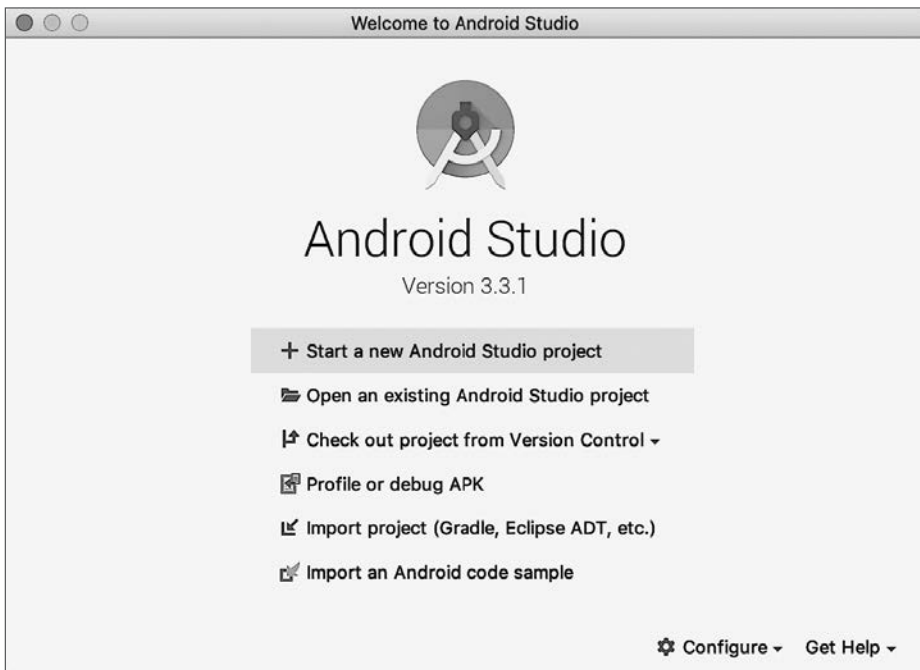 Welcome to Android Studio
Android Studio
Version 3.3.1
Start a new Android Studio project
Open an existing Android Studio project
Check out project from Version Control
Profile or debug APK
Import project (Gradle, Eclipse ADT, etc.)
Import an Android code sample
Configure Get Help